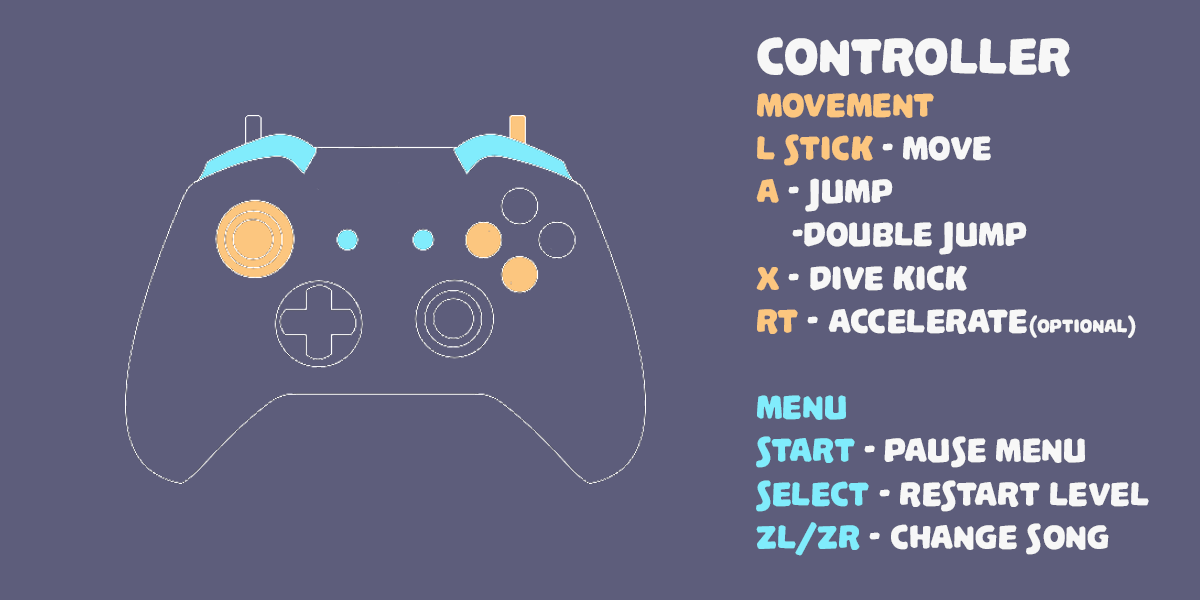 CONTROLLER
MOVEMENT
L STICK - MOVE
A - JUMP
-DOUBLE JUMP
X - DIVE KICK
RT - ACCELERATE(OPTIONAL)
MENU
START - PAUSE MENU
SELECT - RESTART LEVEL
ZL/ZR - CHANGE SONG